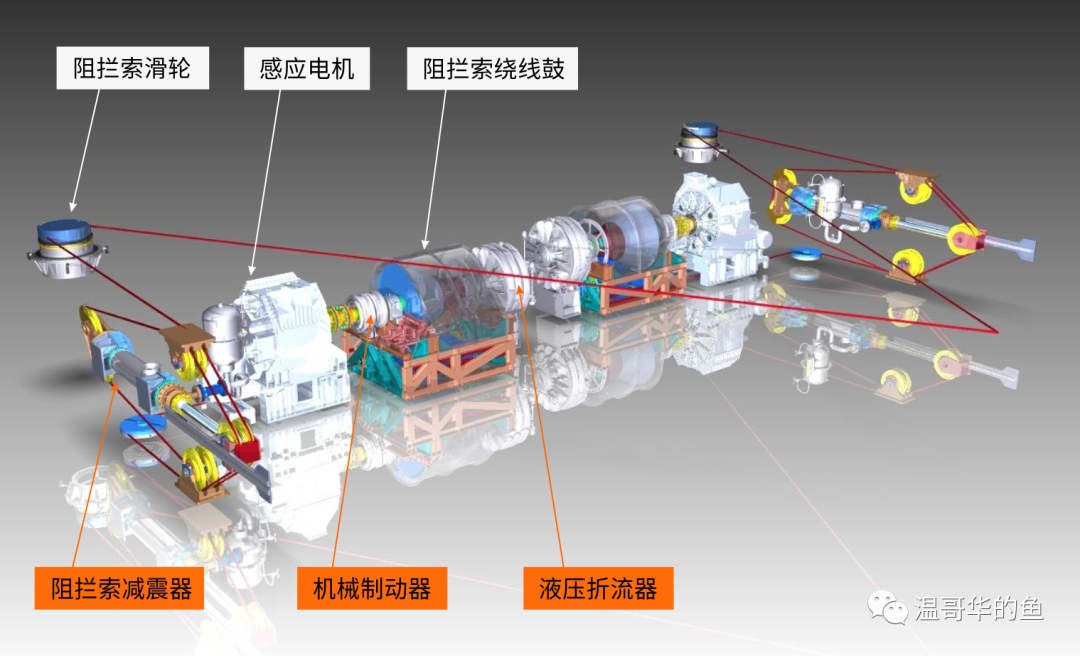 阻拦索滑轮
感应电机
阻拦索绕线鼓
阻拦索减震器
机械制动器
液压折流器
温哥华的鱼